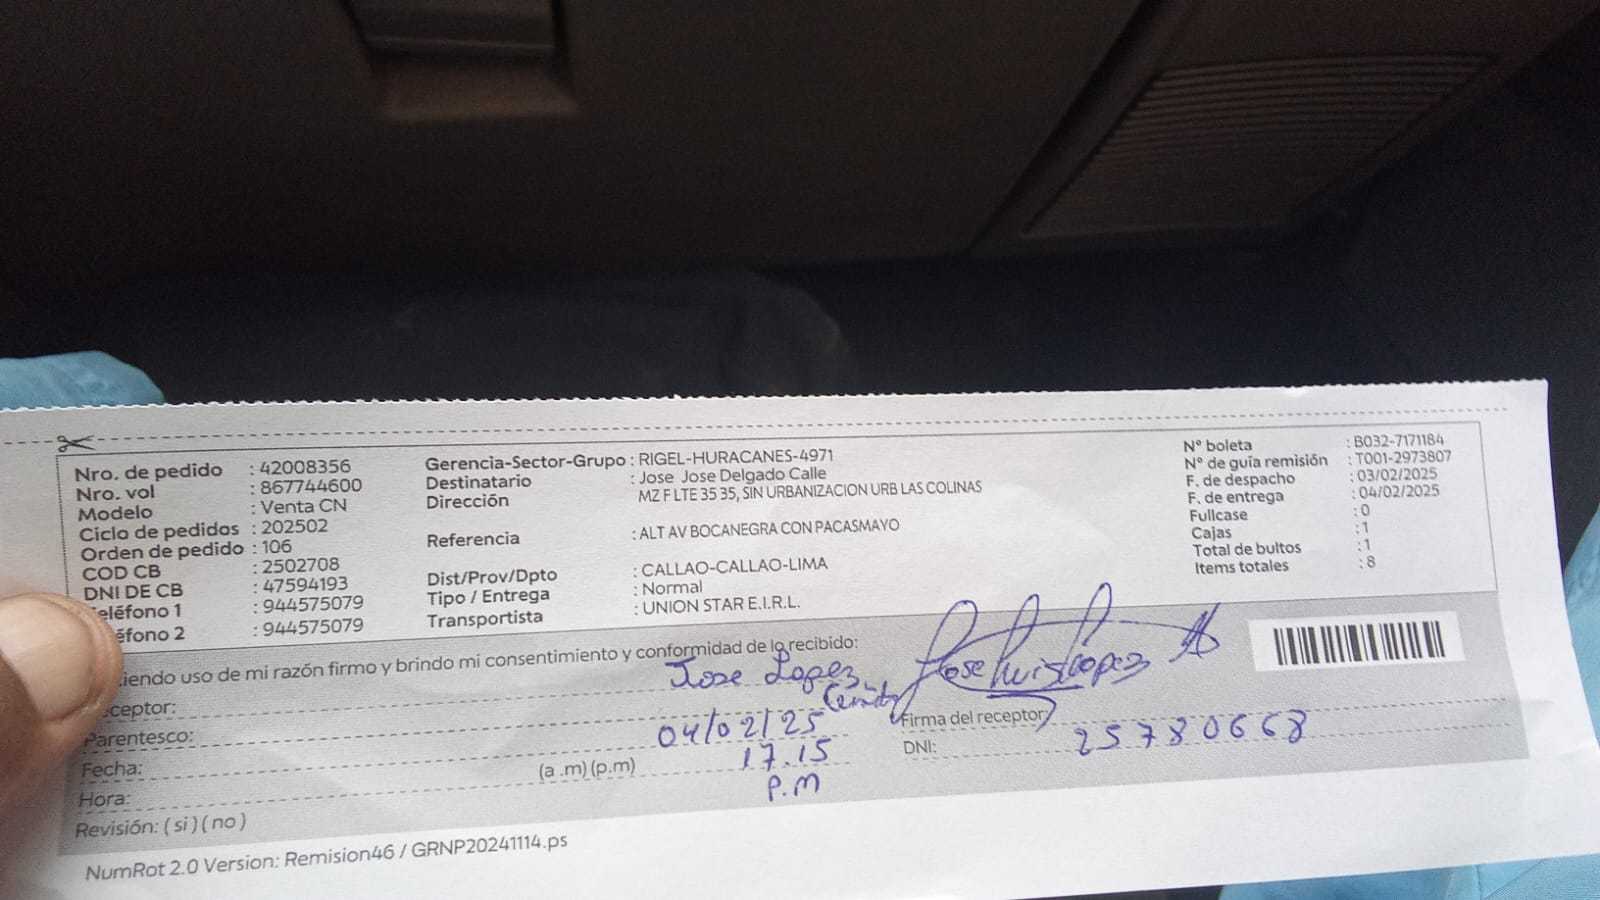 Nro. de pedido : 42008356
Nro. vol : 867744600
Modelo : Venta CN
Ciclo de pedidos : 202502
Orden de pedido : 106
COD CB : 2502708
DNI DE CB : 47594193
eléfono 1 : 944575079
éfono 2 : 944575079
Gerencia-Sector-Grupo : RIGEL-HURACANES-4971
Destinatario : Jose Jose Delgado Calle
Dirección MZ F LTE 35 35, SIN URBANIZACION URB LAS COLINAS
Referencia : ALT AV BOCANEGRA CON PACASMAYO
Dist/Prov/Dpto : CALLAO-CALLAO-LIMA
Tipo / Entrega : Normal
Transportista : UNION STAR E.I.R.L.
N° boleta : B032-7171184
N° de guía remisión : T001-2973807
F. de despacho : 03/02/2025
F. de entrega : 04/02/2025
Fullcase : 0
Cajas : 1
Total de bultos : 1
Items totales : 8
iendo uso de mi razón firmo y brindo mi consentimiento y conformidad de lo recibido:
ceptor: Jose Lopez
Parentesco:
Fecha: 04/02/25
Hora: (a .m) (p.m) 17.15
P.M
Revisión: ( si ) ( no )
Jose Luis Lopez
Firma del receptor
DNI: 25780668
NumRot 2.0 Version: Remision46 / GRNP20241114.ps